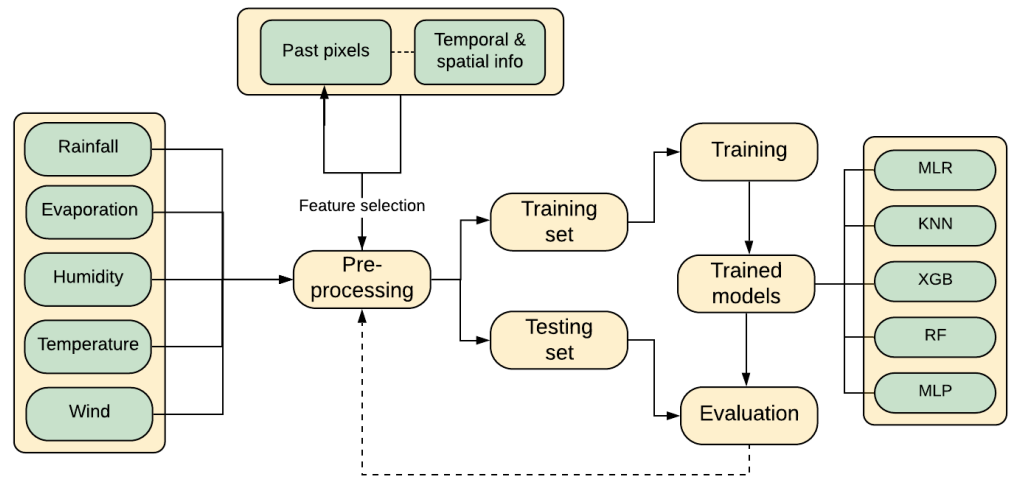 Past pixels
Temporal &
spatial info
Rainfall
Evaporation
Humidity
Temperature
Wind
Feature selection
Pre-
processing
Training
set
Testing
set
Training
Trained
models
Evaluation
MLR
KNN
XGB
RF
MLP